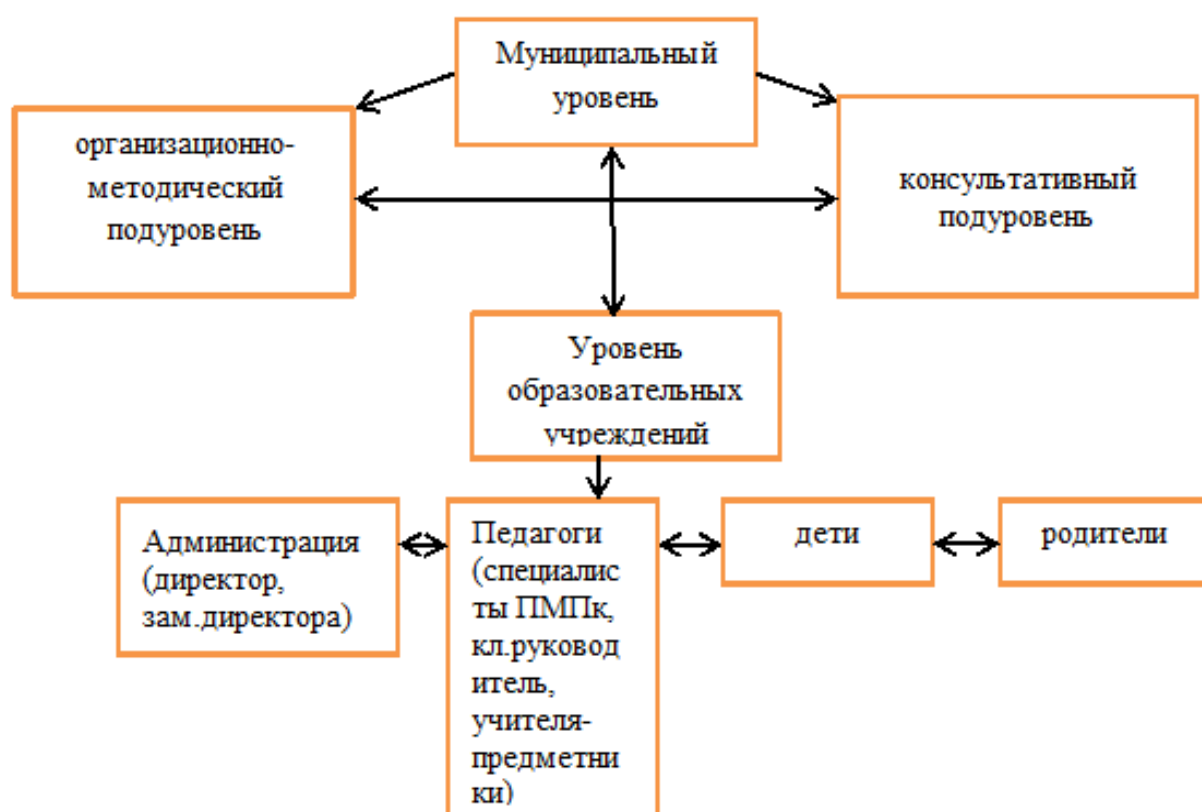 Муниципальный
уровень
организационно-
методический
подуровень
консультативный
подуровень
Уровень
образовательных
учреждений
Администрация
(директор,
зам.директора)
Педагоги
(специалис
ты ПМПк,
кл.руковод
итель,
учителя-
предметни
ки)
дети
родители